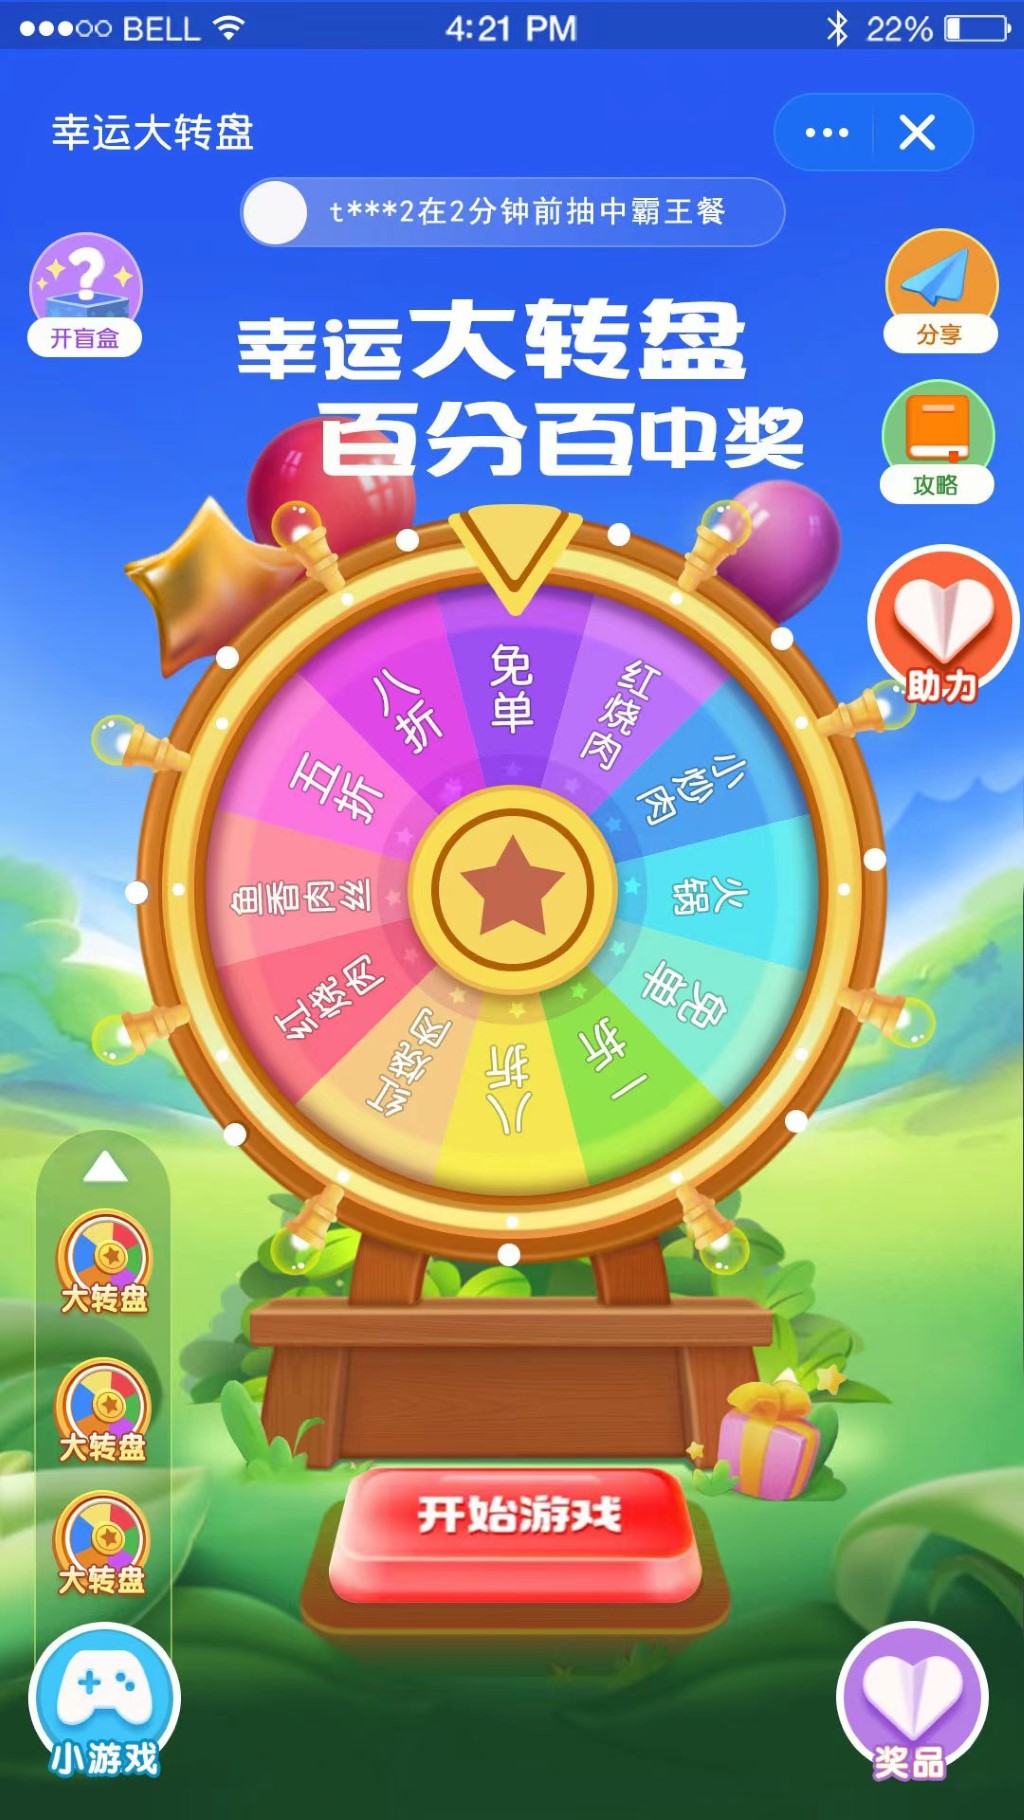 BELL
4:21 PM
22%
幸运大转盘
t***2在2分钟前抽中霸王餐
开盲盒
分享
幸运大转盘
百分百中奖
攻略
助力
免单
红烧肉
小炒肉
火锅
免单
一折
八折
红烧肉
红烧肉
鱼香肉丝
五折
八折
大转盘
大转盘
大转盘
开始游戏
小游戏
奖品